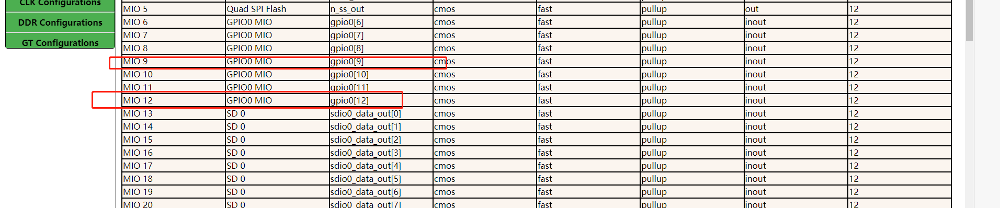 CLK Configurations
DDR Configurations
GT Configurations
MIO 5 Quad SPI Flash n_ss_out cmos fast pullup out 12
MIO 6 GPIO0 MIO gpio0[6] cmos fast pullup inout 12
MIO 7 GPIO0 MIO gpio0[7] cmos fast pullup inout 12
MIO 8 GPIO0 MIO gpio0[8] cmos fast pullup inout 12
MIO 9 GPIO0 MIO gpio0[9] cmos fast pullup inout 12
MIO 10 GPIO0 MIO gpio0[10] cmos fast pullup inout 12
MIO 11 GPIO0 MIO gpio0[11] cmos fast pullup inout 12
MIO 12 GPIO0 MIO gpio0[12] cmos fast pullup inout 12
MIO 13 SD 0 sdio0_data_out[0] cmos fast pullup inout 12
MIO 14 SD 0 sdio0_data_out[1] cmos fast pullup inout 12
MIO 15 SD 0 sdio0_data_out[2] cmos fast pullup inout 12
MIO 16 SD 0 sdio0_data_out[3] cmos fast pullup inout 12
MIO 17 SD 0 sdio0_data_out[4] cmos fast pullup inout 12
MIO 18 SD 0 sdio0_data_out[5] cmos fast pullup inout 12
MIO 19 SD 0 sdio0_data_out[6] cmos fast pullup inout 12
MIO 20 SD 0 sdio0_data_out[7] cmos fast pullup inout 12